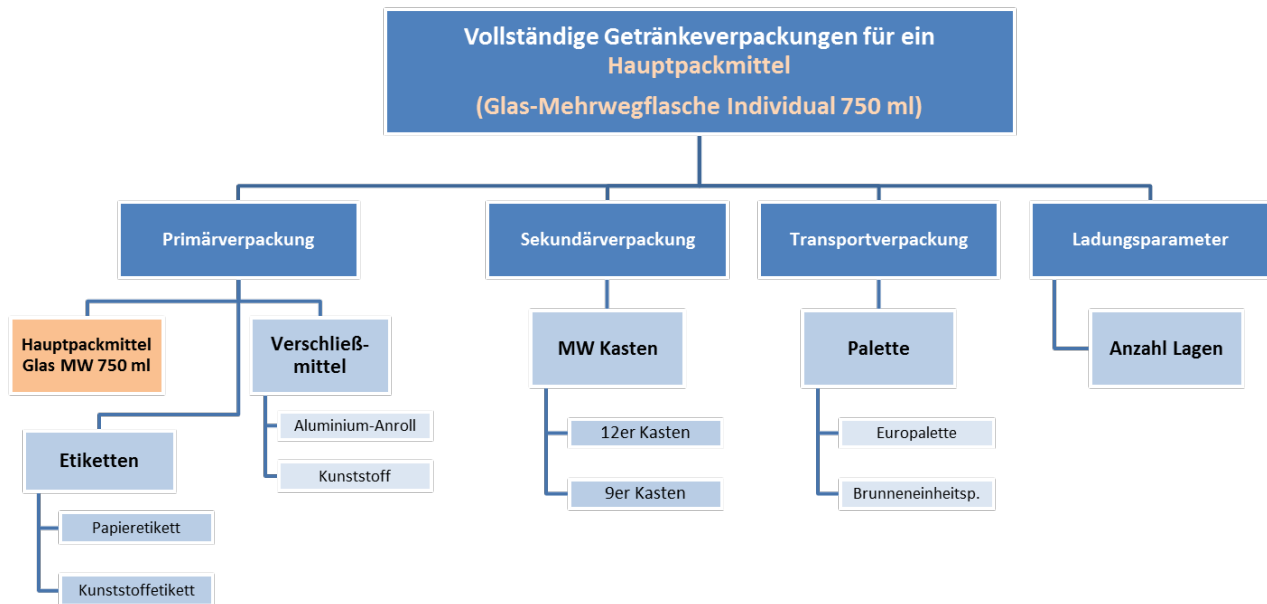 Vollständige Getränkeverpackungen für ein
Hauptpackmittel
(Glas-Mehrwegflasche Individual 750 ml)
Primärverpackung
Sekundärverpackung
Transportverpackung
Ladungsparameter
Hauptpackmittel
Glas MW 750 ml
Verschließ-
mittel
Aluminium-Anroll
Kunststoff
Etiketten
Papieretikett
Kunststoffetikett
MW Kasten
12er Kasten
9er Kasten
Palette
Europalette
Brunneneinheitsp.
Anzahl Lagen